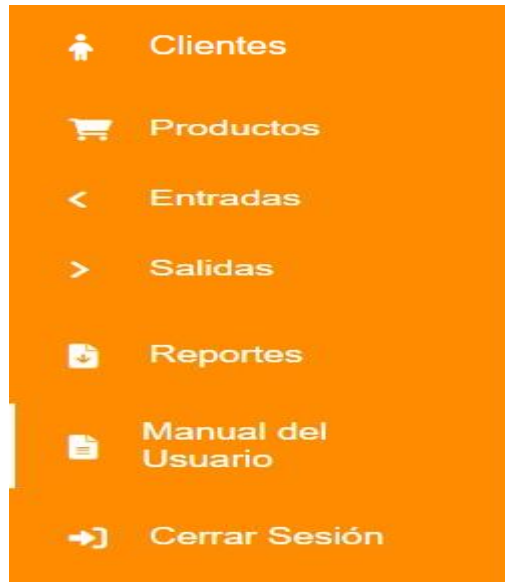 Clientes
Productos
Entradas
Salidas
Reportes
Manual del
Usuario
Cerrar Sesión